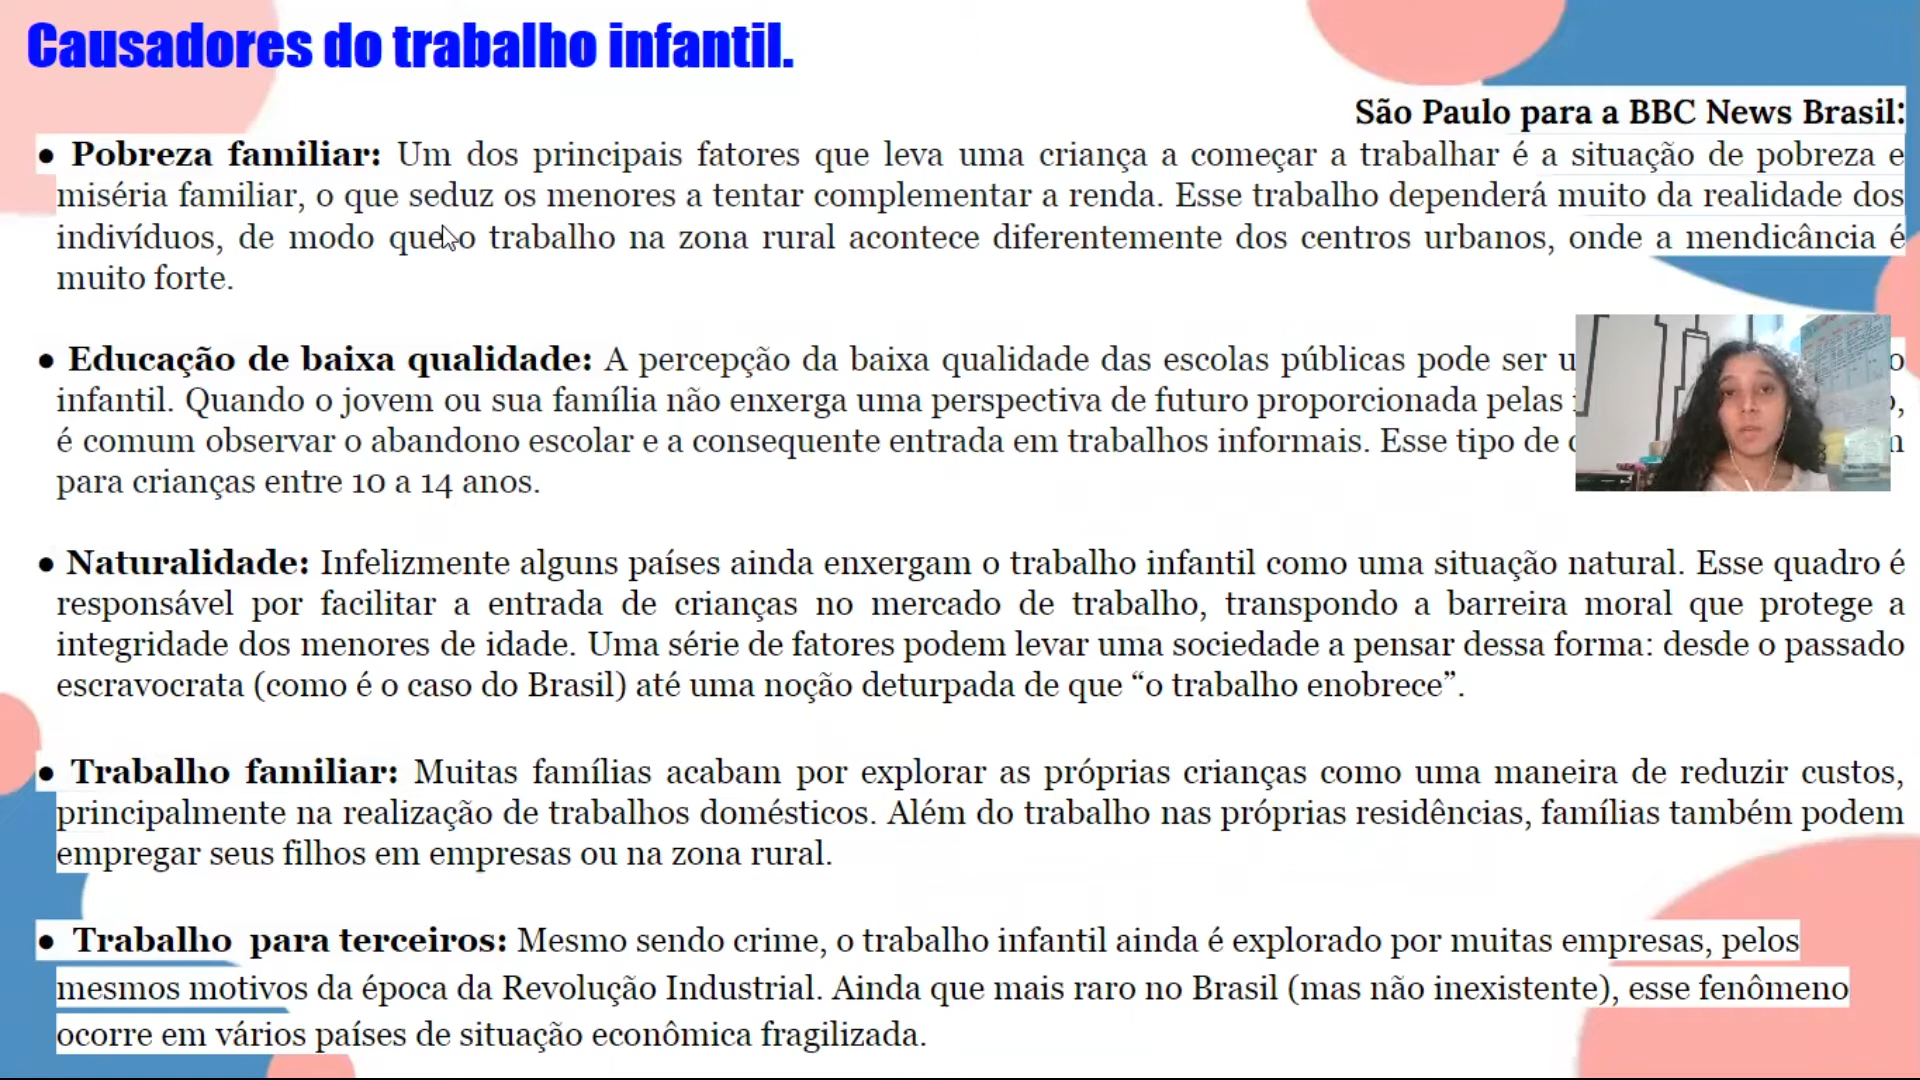 Causadores do trabalho infantil.
São Paulo para a BBC News Brasil:
● Pobreza familiar: Um dos principais fatores que leva uma criança a começar a trabalhar é a situação de pobreza e
miséria familiar, o que seduz os menores a tentar complementar a renda. Esse trabalho dependerá muito da realidade dos
indivíduos, de modo que o trabalho na zona rural acontece diferentemente dos centros urbanos, onde a mendicância é
muito forte.
● Educação de baixa qualidade: A percepção da baixa qualidade das escolas públicas pode ser
infantil. Quando o jovem ou sua família não enxerga uma perspectiva de futuro proporcionada pelas
é comum observar o abandono escolar e a consequente entrada em trabalhos informais. Esse tipo de
para crianças entre 10 a 14 anos.
● Naturalidade: Infelizmente alguns países ainda enxergam o trabalho infantil como uma situação natural. Esse quadro é
responsável por facilitar a entrada de crianças no mercado de trabalho, transpondo a barreira moral que protege a
integridade dos menores de idade. Uma série de fatores podem levar uma sociedade a pensar dessa forma: desde o passado
escravocrata (como é o caso do Brasil) até uma noção deturpada de que “o trabalho enobrece”.
● Trabalho familiar: Muitas famílias acabam por explorar as próprias crianças como uma maneira de reduzir custos,
principalmente na realização de trabalhos domésticos. Além do trabalho nas próprias residências, famílias também podem
empregar seus filhos em empresas ou na zona rural.
● Trabalho para terceiros: Mesmo sendo crime, o trabalho infantil ainda é explorado por muitas empresas, pelos
mesmos motivos da época da Revolução Industrial. Ainda que mais raro no Brasil (mas não inexistente), esse fenômeno
ocorre em vários países de situação econômica fragilizada.